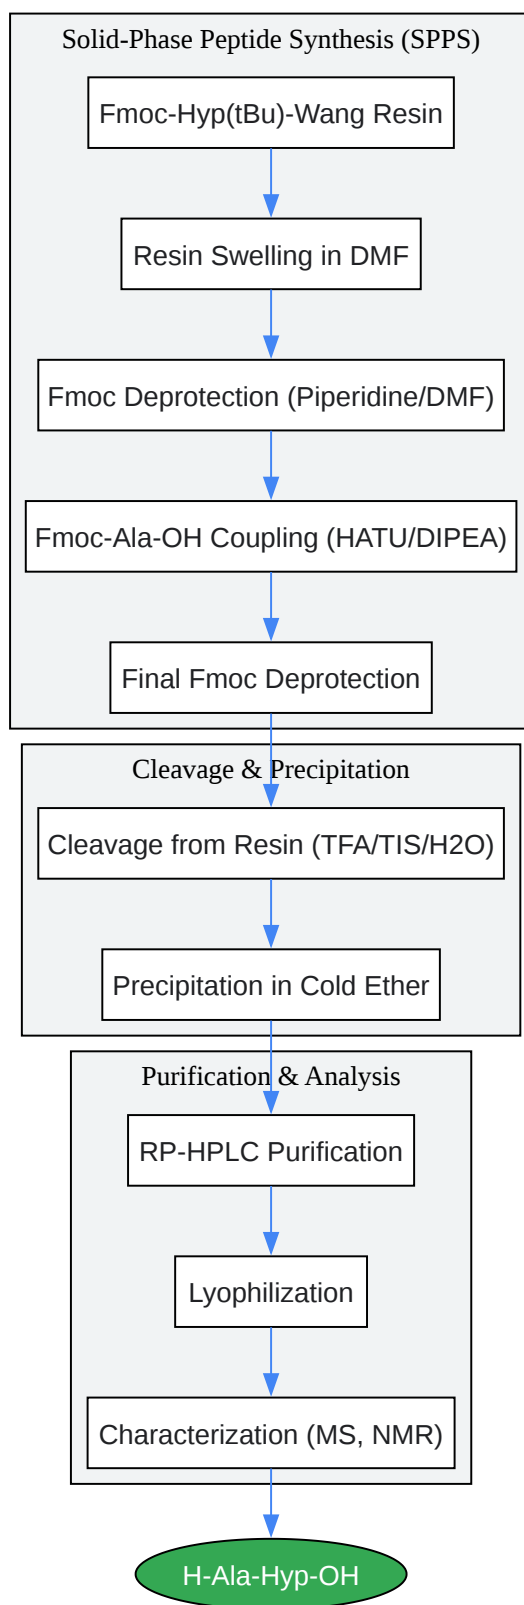 Solid-Phase Peptide Synthesis (SPPS)
Fmoc-Hyp(tBu)-Wang Resin
Resin Swelling in DMF
Fmoc Deprotection (Piperidine/DMF)
Fmoc-Ala-OH Coupling (HATU/DIPEA)
Final Fmoc Deprotection
Cleavage & Precipitation
Cleavage from Resin (TFA/TIS/H2O)
Precipitation in Cold Ether
Purification & Analysis
RP-HPLC Purification
Lyophilization
Characterization (MS, NMR)
H-Ala-Hyp-OH